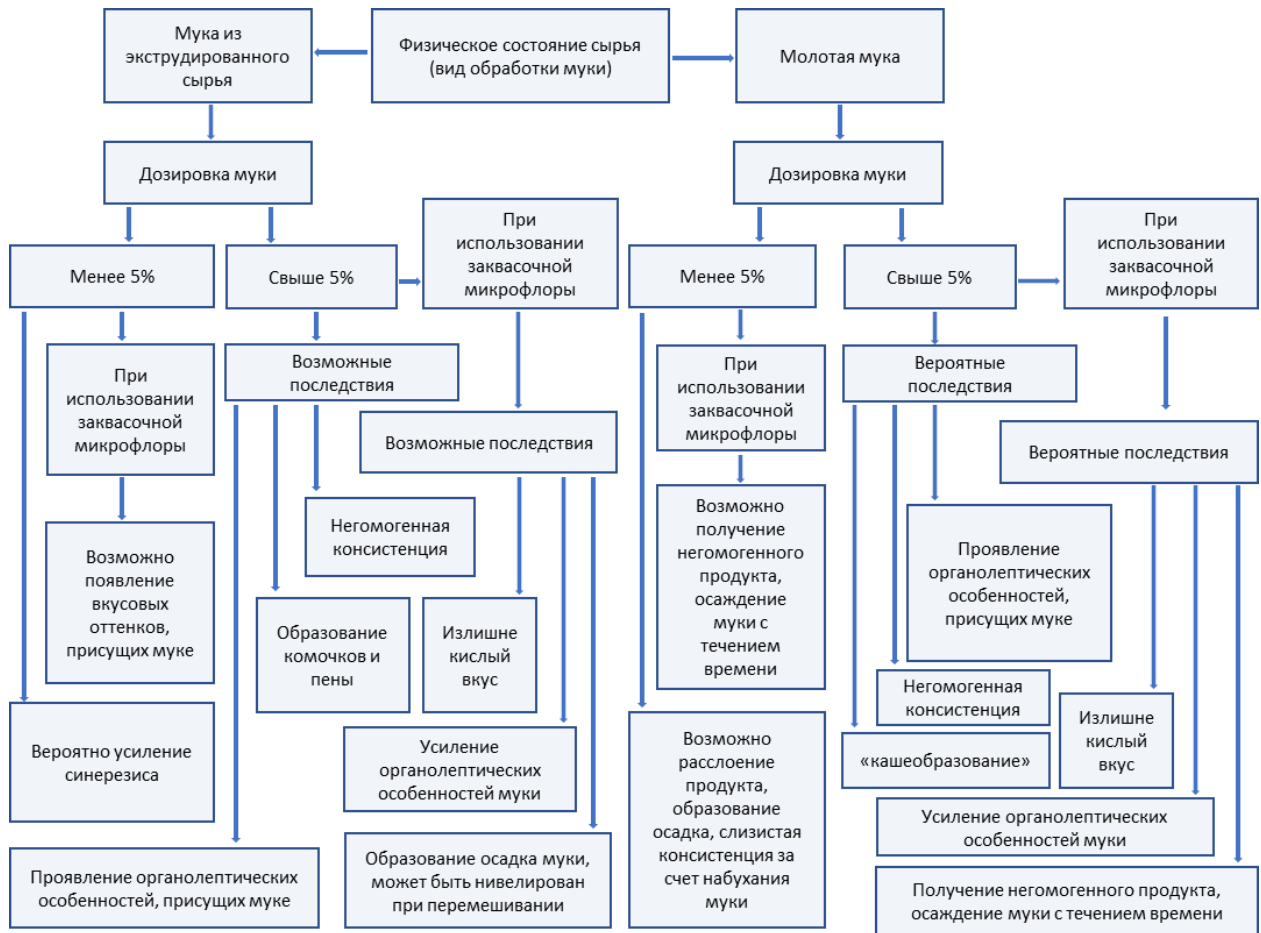 Мука из
экструдированного
сырья
Физическое состояние сырья
(вид обработки муки)
Молотая мука
Дозировка муки
Дозировка муки
Менее 5%
Свыше 5%
При
использовании
заквасочной
микрофлоры
Менее 5%
Свыше 5%
При
использовании
заквасочной
микрофлоры
При
использовании
заквасочной
микрофлоры
Возможные
последствия
Возможные последствия
При
использовании
заквасочной
микрофлоры
Вероятные
последствия
Вероятные последствия
Возможно
появление
вкусовых
оттенков,
присущих муке
Негомогенная
консистенция
Возможно
получение
негомогенного
продукта,
осаждение
муки с
течением
времени
Проявление
органолептических
особенностей,
присущих муке
Образование
комочков и
пены
Излишне
кислый
вкус
Негомогенная
консистенция
Излишне
кислый
вкус
Вероятно усиление
синерезиса
Усиление
органолептических
особенностей муки
Возможно
расслоение
продукта,
образование
осадка, слизистая
консистенция за
счет набухания
муки
«кашеобразование»
Усиление органолептических
особенностей муки
Проявление органолептических
особенностей, присущих муке
Образование осадка муки,
может быть нивелирован
при перемешивании
Получение негомогенного продукта,
осаждение муки с течением времени